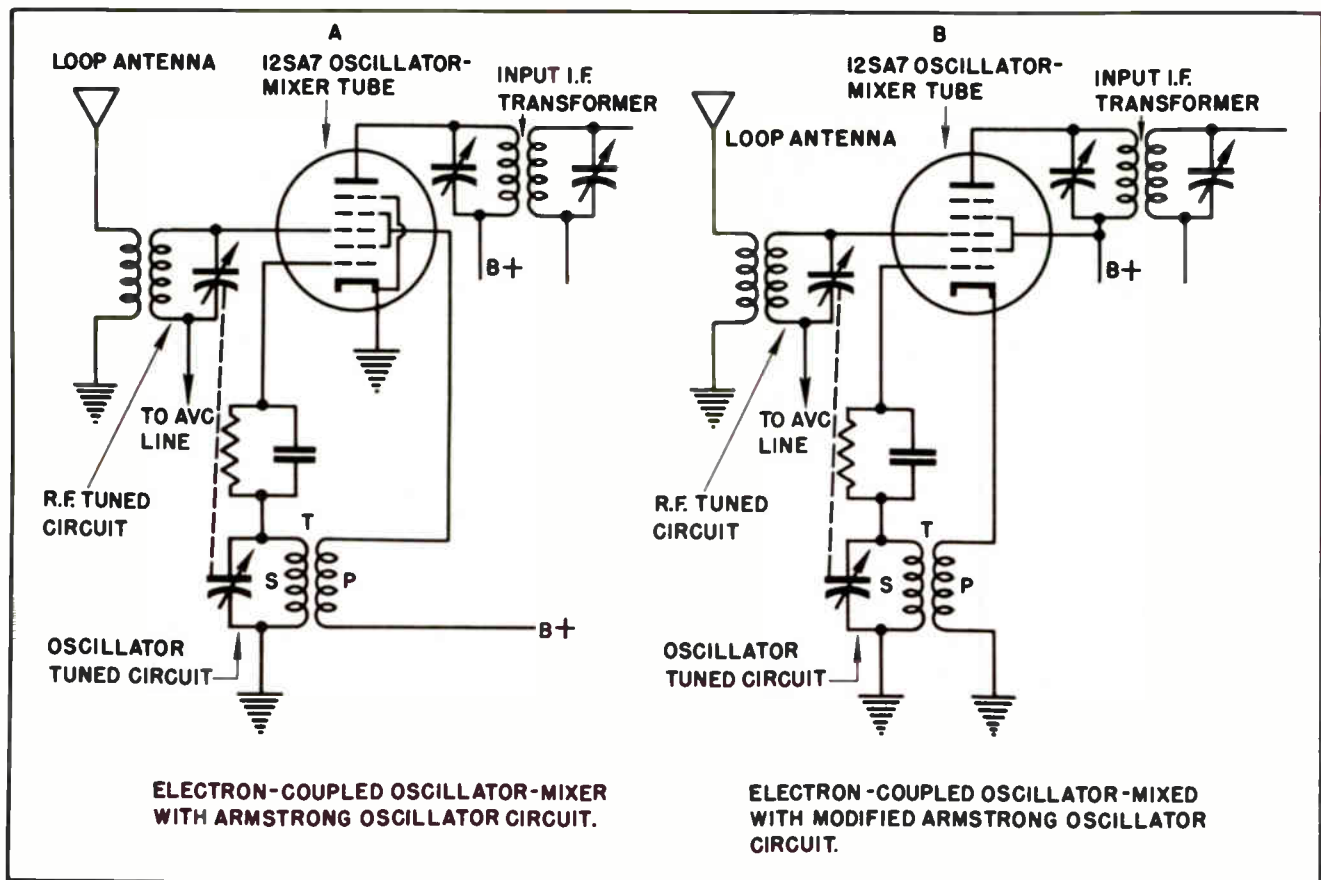 A
LOOP ANTENNA
12SA7 OSCILLATOR-
MIXER TUBE
INPUT I.F.
TRANSFORMER
B+
TO AVC
LINE
R.F. TUNED
CIRCUIT
T
S
P
B+
OSCILLATOR
TUNED CIRCUIT
ELECTRON-COUPLED OSCILLATOR-MIXER
WITH ARMSTRONG OSCILLATOR CIRCUIT.
B
12SA7 OSCILLATOR-
MIXER TUBE
INPUT I.F.
TRANSFORMER
LOOP ANTENNA
B+
TO AVC
LINE
R.F. TUNED
CIRCUIT
T
S
P
OSCILLATOR
TUNED CIRCUIT
ELECTRON-COUPLED OSCILLATOR-MIXED
WITH MODIFIED ARMSTRONG OSCILLATOR
CIRCUIT.